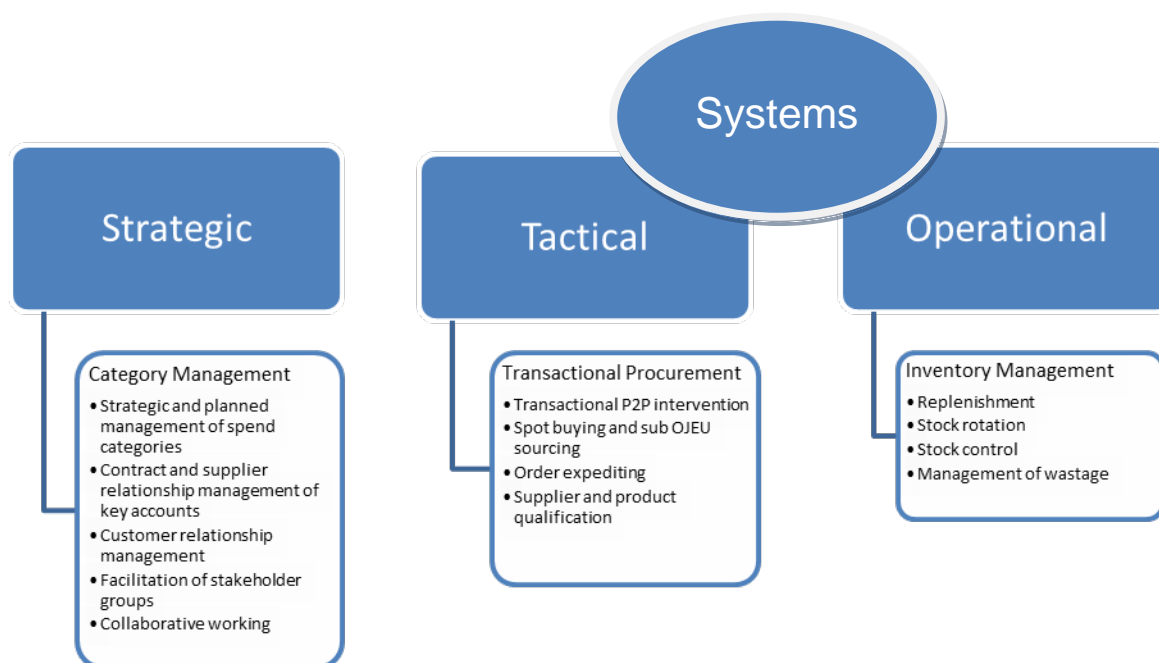 Systems
Strategic
Tactical
Operational
Category Management
• Strategic and planned
management of spend
categories
• Contract and supplier
relationship management of
key accounts
• Customer relationship
management
• Facilitation of stakeholder
groups
• Collaborative working
Transactional Procurement
• Transactional P2P intervention
• Spot buying and sub OJEU
sourcing
• Order expediting
• Supplier and product
qualification
Inventory Management
• Replenishment
• Stock rotation
• Stock control
• Management of wastage